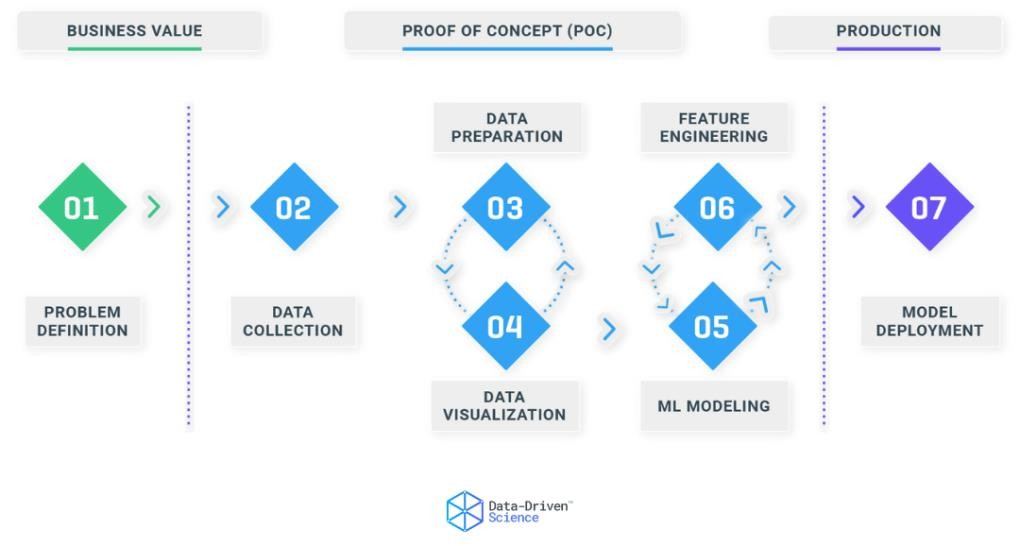 BUSINESS VALUE
PROOF OF CONCEPT (POC)
PRODUCTION
DATA
PREPARATION
FEATURE
ENGINEERING
01
02
03
06
07
PROBLEM
DEFINITION
DATA
COLLECTION
04
05
MODEL
DEPLOYMENT
DATA
VISUALIZATION
ML MODELING
Data-Driven™
Science